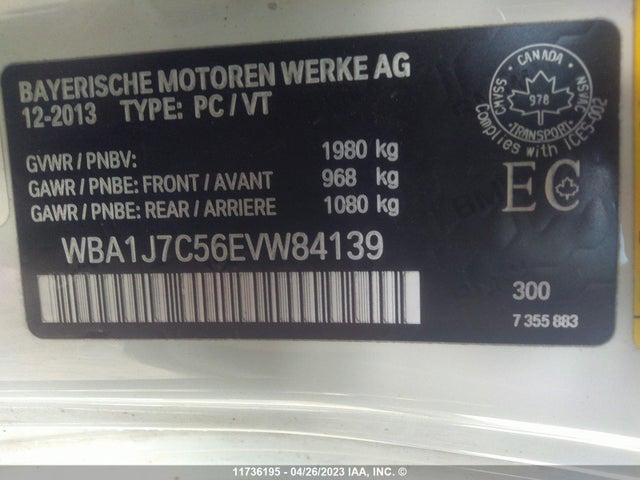 BAYERISCHE MOTOREN WERKE AG
12-2013 TYPE: PC / VT
GVWR / PNBV: 1980 kg
GAWR / PNBE: FRONT / AVANT 968 kg
GAWR / PNBE: REAR / ARRIERE 1080 kg
WBA1J7C56EVW84139
CANADA
CMVSS
NSVAC
978
TRANSPORT
Complies with ICES-002
EC
300
7 355 883
11736195 - 04/26/2023 IAA, INC. ©